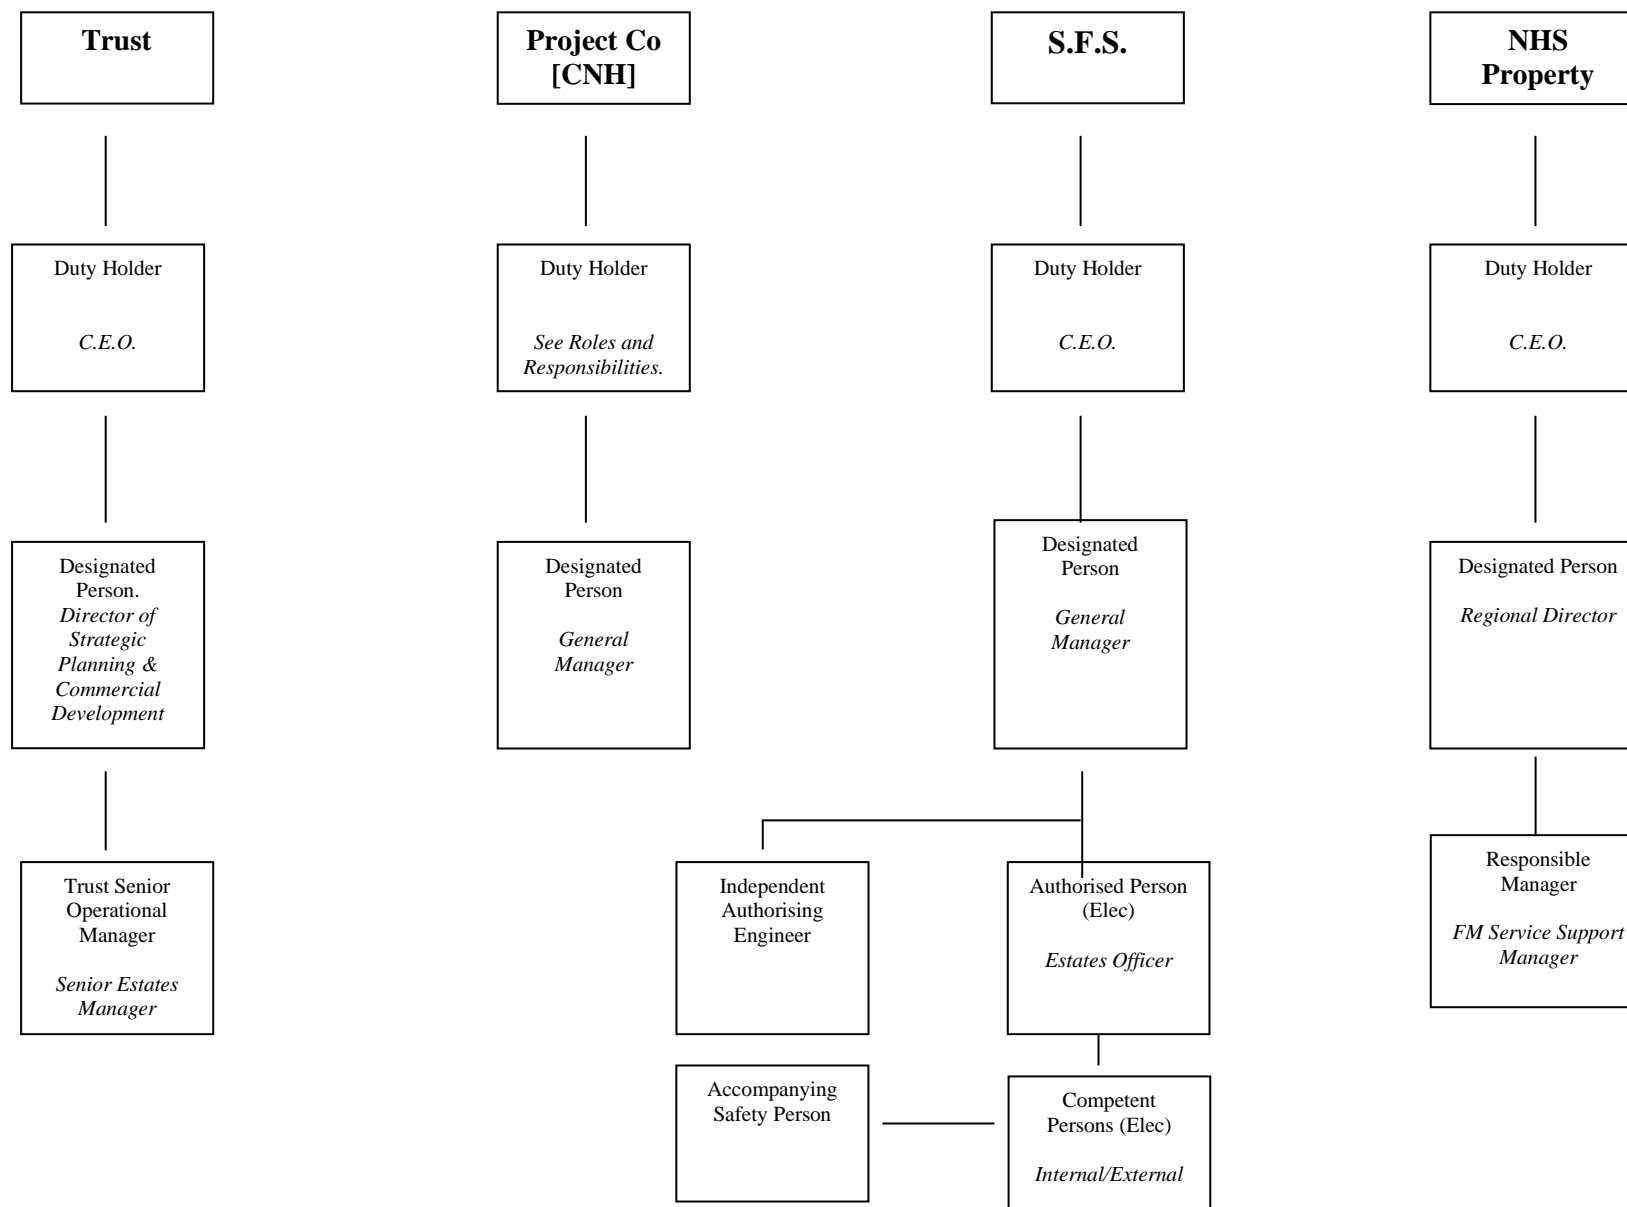 Trust
Project Co
[CNH]
S.F.S.
NHS
Property
Duty Holder
C.E.O.
Duty Holder
See Roles and
Responsibilities.
Duty Holder
C.E.O.
Duty Holder
C.E.O.
Designated
Person.
Director of
Strategic
Planning &
Commercial
Development
Designated
Person
General
Manager
Designated
Person
General
Manager
Designated Person
Regional Director
Trust Senior
Operational
Manager
Senior Estates
Manager
Independent
Authorising
Engineer
Authorised Person
(Elec)
Estates Officer
Responsible
Manager
FM Service Support
Manager
Accompanying
Safety Person
Competent
Persons (Elec)
Internal/External